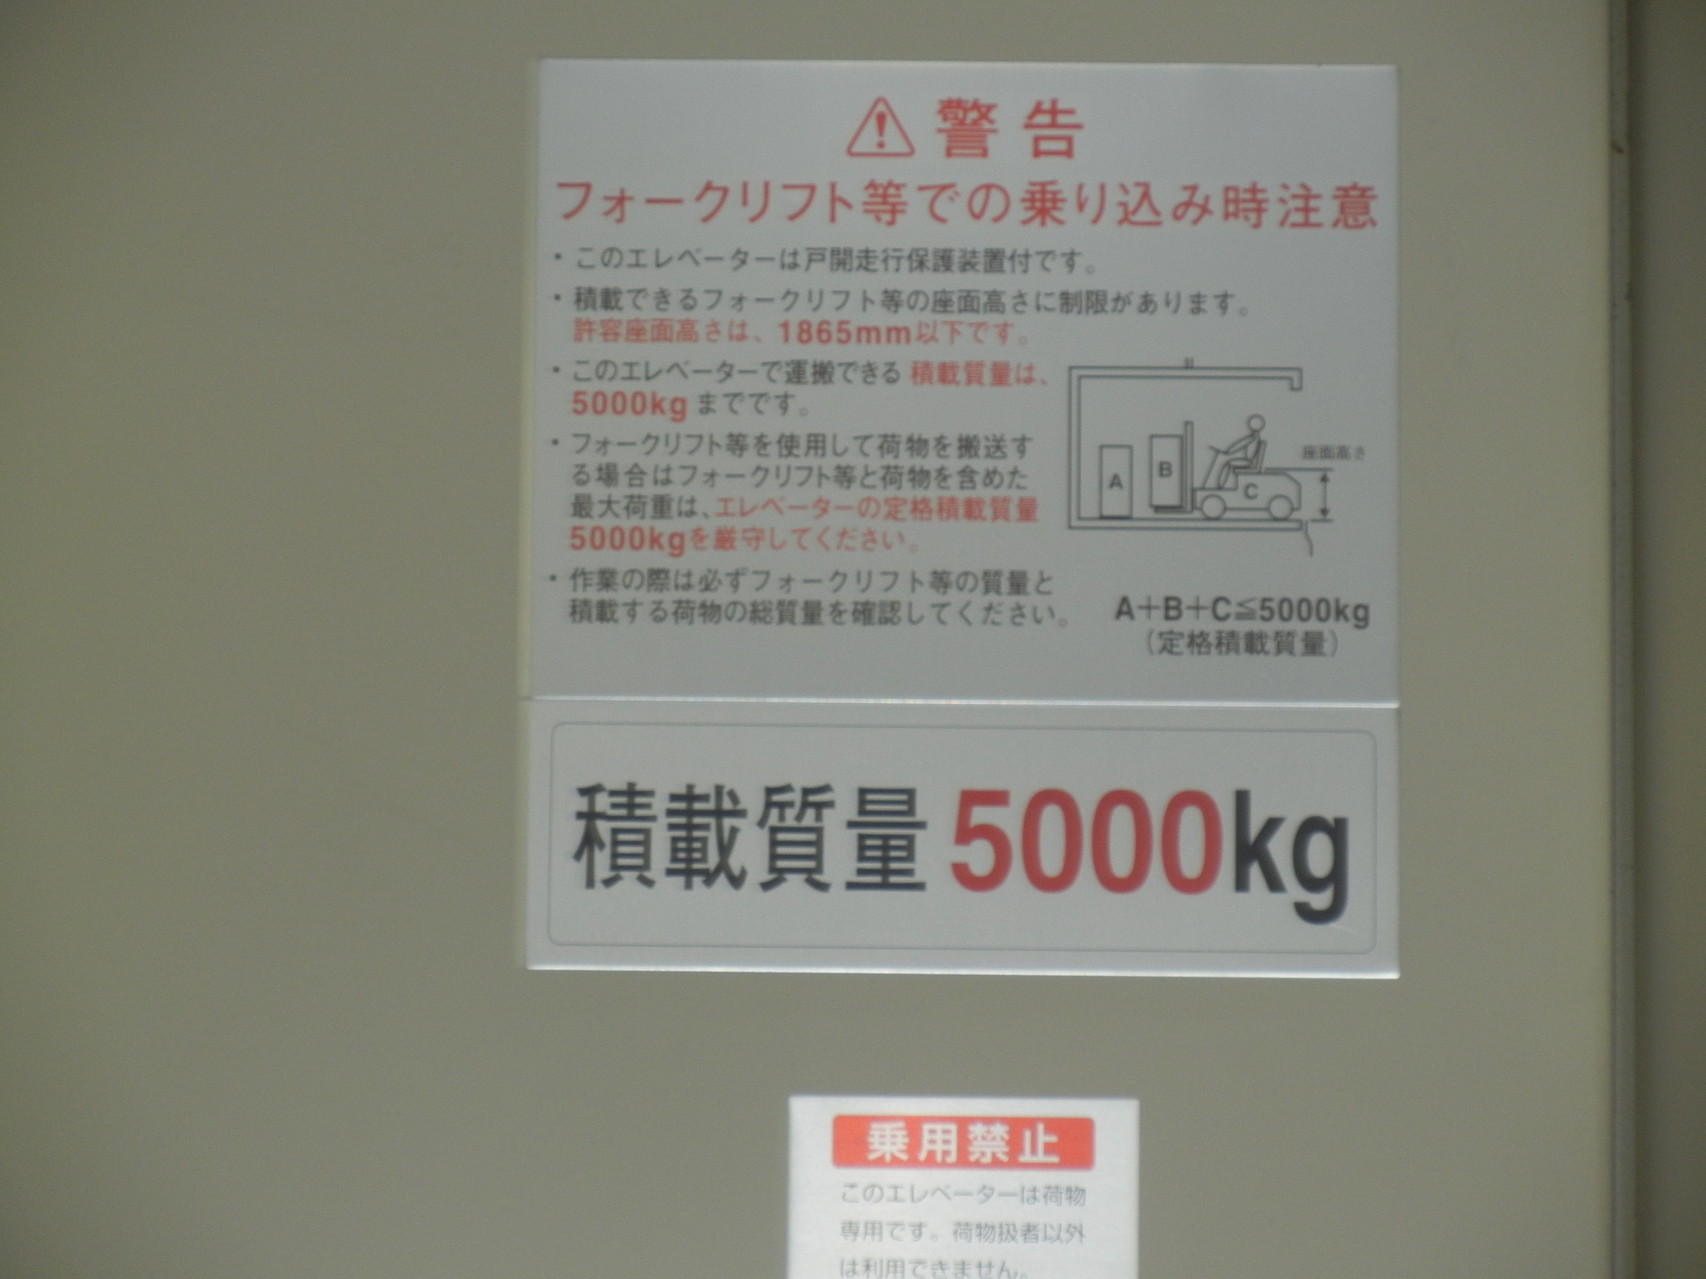 警告
フォークリフト等での乗り込み時注意
・このエレベーターは戸開走行保護装置付です。
・積載できるフォークリフト等の座面高さに制限があります。
許容座面高さは、1865mm以下です。
・このエレベーターで運搬できる 積載質量は、
5000kg までです。
・フォークリフト等を使用して荷物を搬送す
る場合はフォークリフト等と荷物を含めた
最大荷重は、エレベーターの定格積載質量
5000kgを厳守してください。
・作業の際は必ずフォークリフト等の質量と
積載する荷物の総質量を確認してください。
A
B
C
座面高さ
A+B+C≦5000kg
(定格積載質量)
積載質量 5000kg
乗用禁止
このエレベーターは荷物
専用です。荷物扱者以外
は利用できません。